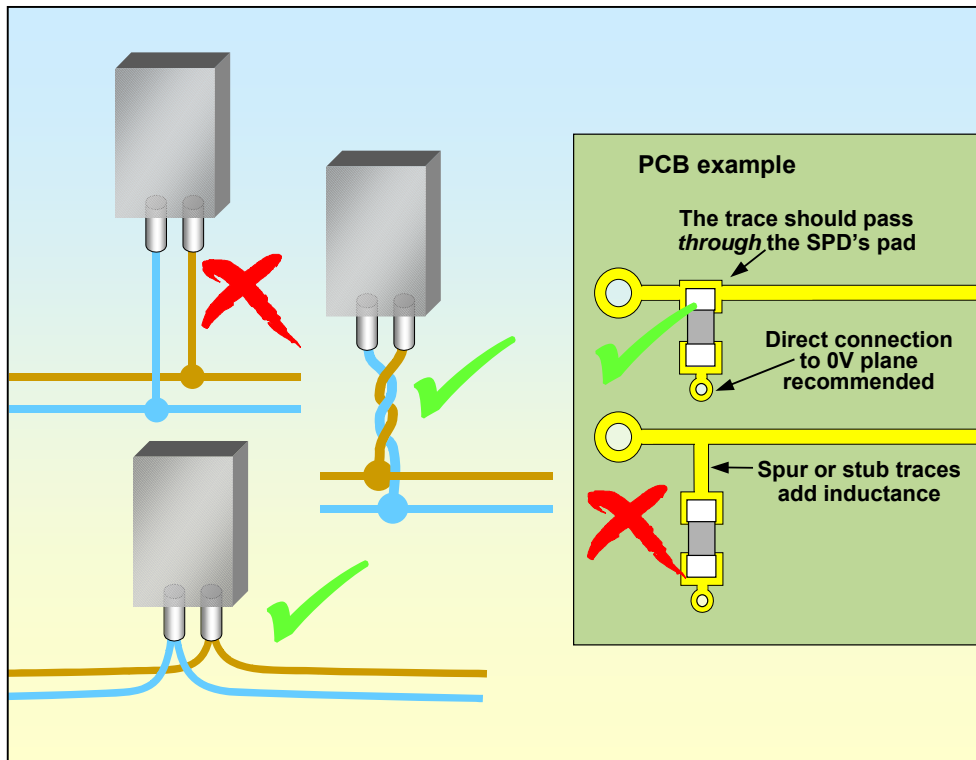 PCB example
The trace should pass
through the SPD's pad
Direct connection
to 0V plane
recommended
Spur or stub traces
add inductance